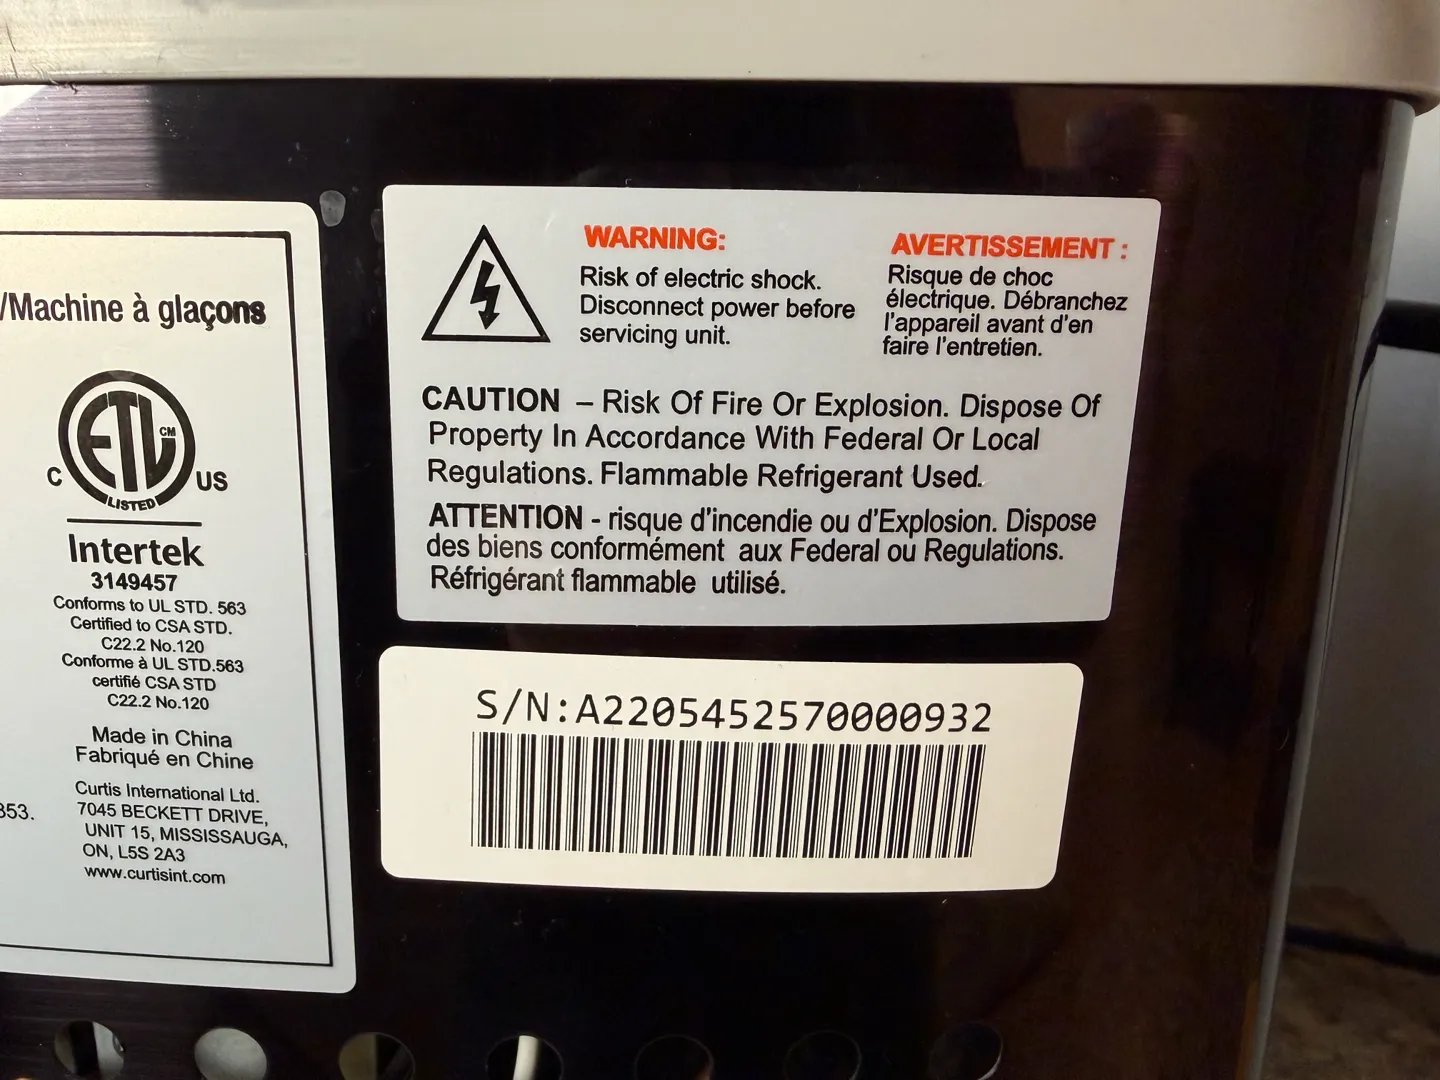 /Machine à glaçons
ETL CM
C US
LISTED
Intertek
3149457
Conforms to UL STD. 563
Certified to CSA STD.
C22.2 No.120
Conforme à UL STD.563
certifié CSA STD
C22.2 No.120
Made in China
Fabriqué en Chine
Curtis International Ltd.
7045 BECKETT DRIVE,
UNIT 15, MISSISSAUGA,
ON, L5S 2A3
www.curtisint.com
353.
WARNING:
Risk of electric shock.
Disconnect power before
servicing unit.
AVERTISSEMENT :
Risque de choc
électrique. Débranchez
l'appareil avant d'en
faire l'entretien.
CAUTION – Risk Of Fire Or Explosion. Dispose Of
Property In Accordance With Federal Or Local
Regulations. Flammable Refrigerant Used.
ATTENTION - risque d'incendie ou d'Explosion. Dispose
des biens conformément aux Federal ou Regulations.
Réfrigérant flammable utilisé.
S/N:A2205452570000932